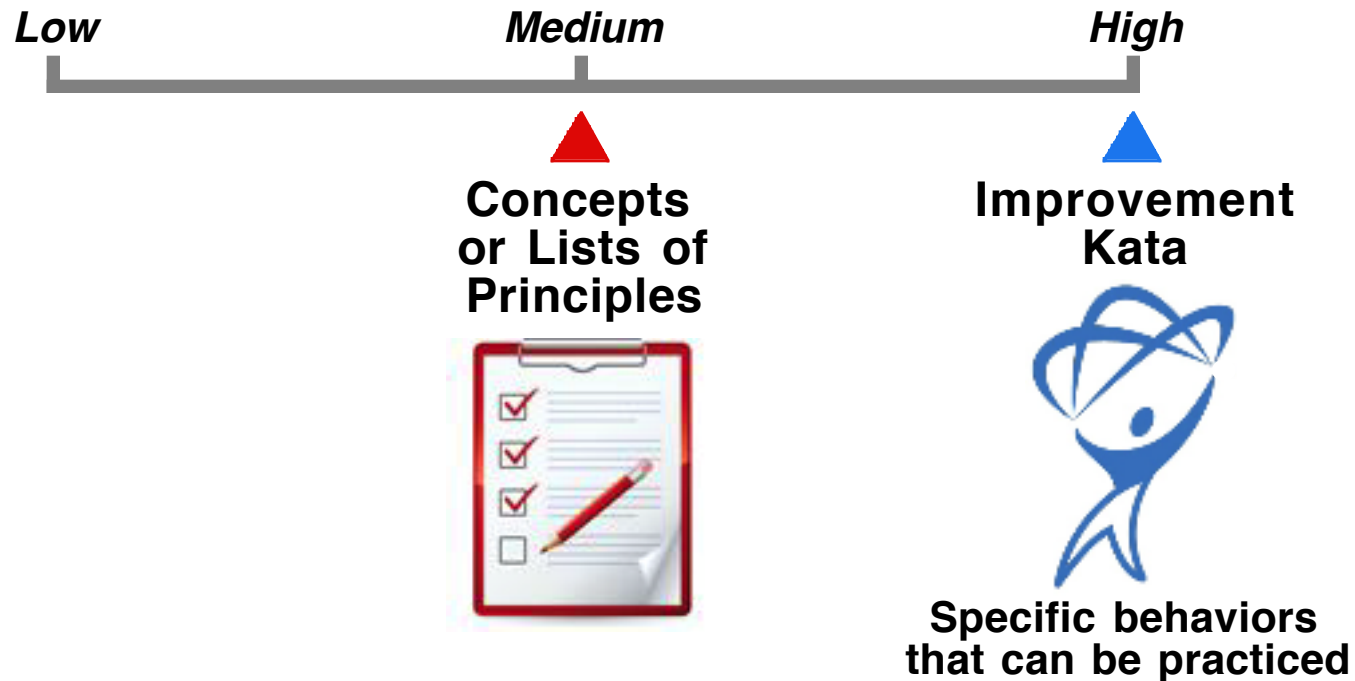 Low Medium High
Concepts
or Lists of
Principles
Improvement
Kata
Specific behaviors
that can be practiced